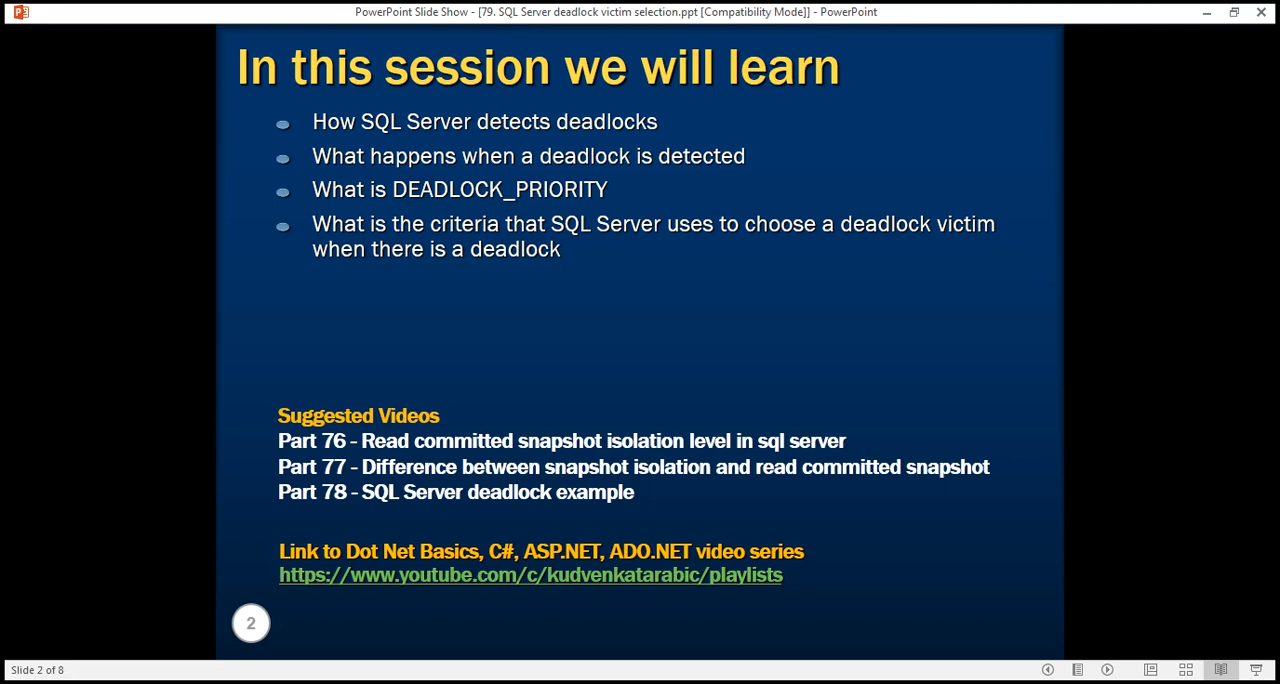 PowerPoint Slide Show - [79. SQL Server deadlock victim selection.ppt [Compatibility Mode]] - PowerPoint
In this session we will learn
How SQL Server detects deadlocks
What happens when a deadlock is detected
What is DEADLOCK_PRIORITY
What is the criteria that SQL Server uses to choose a deadlock victim
when there is a deadlock
Suggested Videos
Part 76 - Read committed snapshot isolation level in sql server
Part 77 - Difference between snapshot isolation and read committed snapshot
Part 78 - SQL Server deadlock example
Link to Dot Net Basics, C#, ASP.NET, ADO.NET video series
https://www.youtube.com/c/kudvenkatarabic/playlists
2
Slide 2 of 8